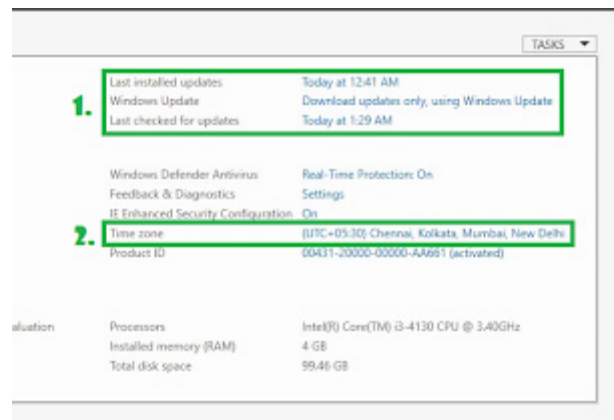 TASKS
1.
Last installed updates Today at 12:41 AM
Windows Update Download updates only, using Windows Update
Last checked for updates Today at 1:29 AM
Windows Defender Antivirus Real-Time Protection: On
Feedback & Diagnostics Settings
IE Enhanced Security Configuration On
2.
Time zone (UTC+05:30) Chennai, Kolkata, Mumbai, New Delhi
Product ID 00431-20000-00000-AA661 (activated)
aluation Processors Intel(R) Core(TM) i3-4130 CPU @ 3.40GHz
Installed memory (RAM) 4 GB
Total disk space 99.46 GB